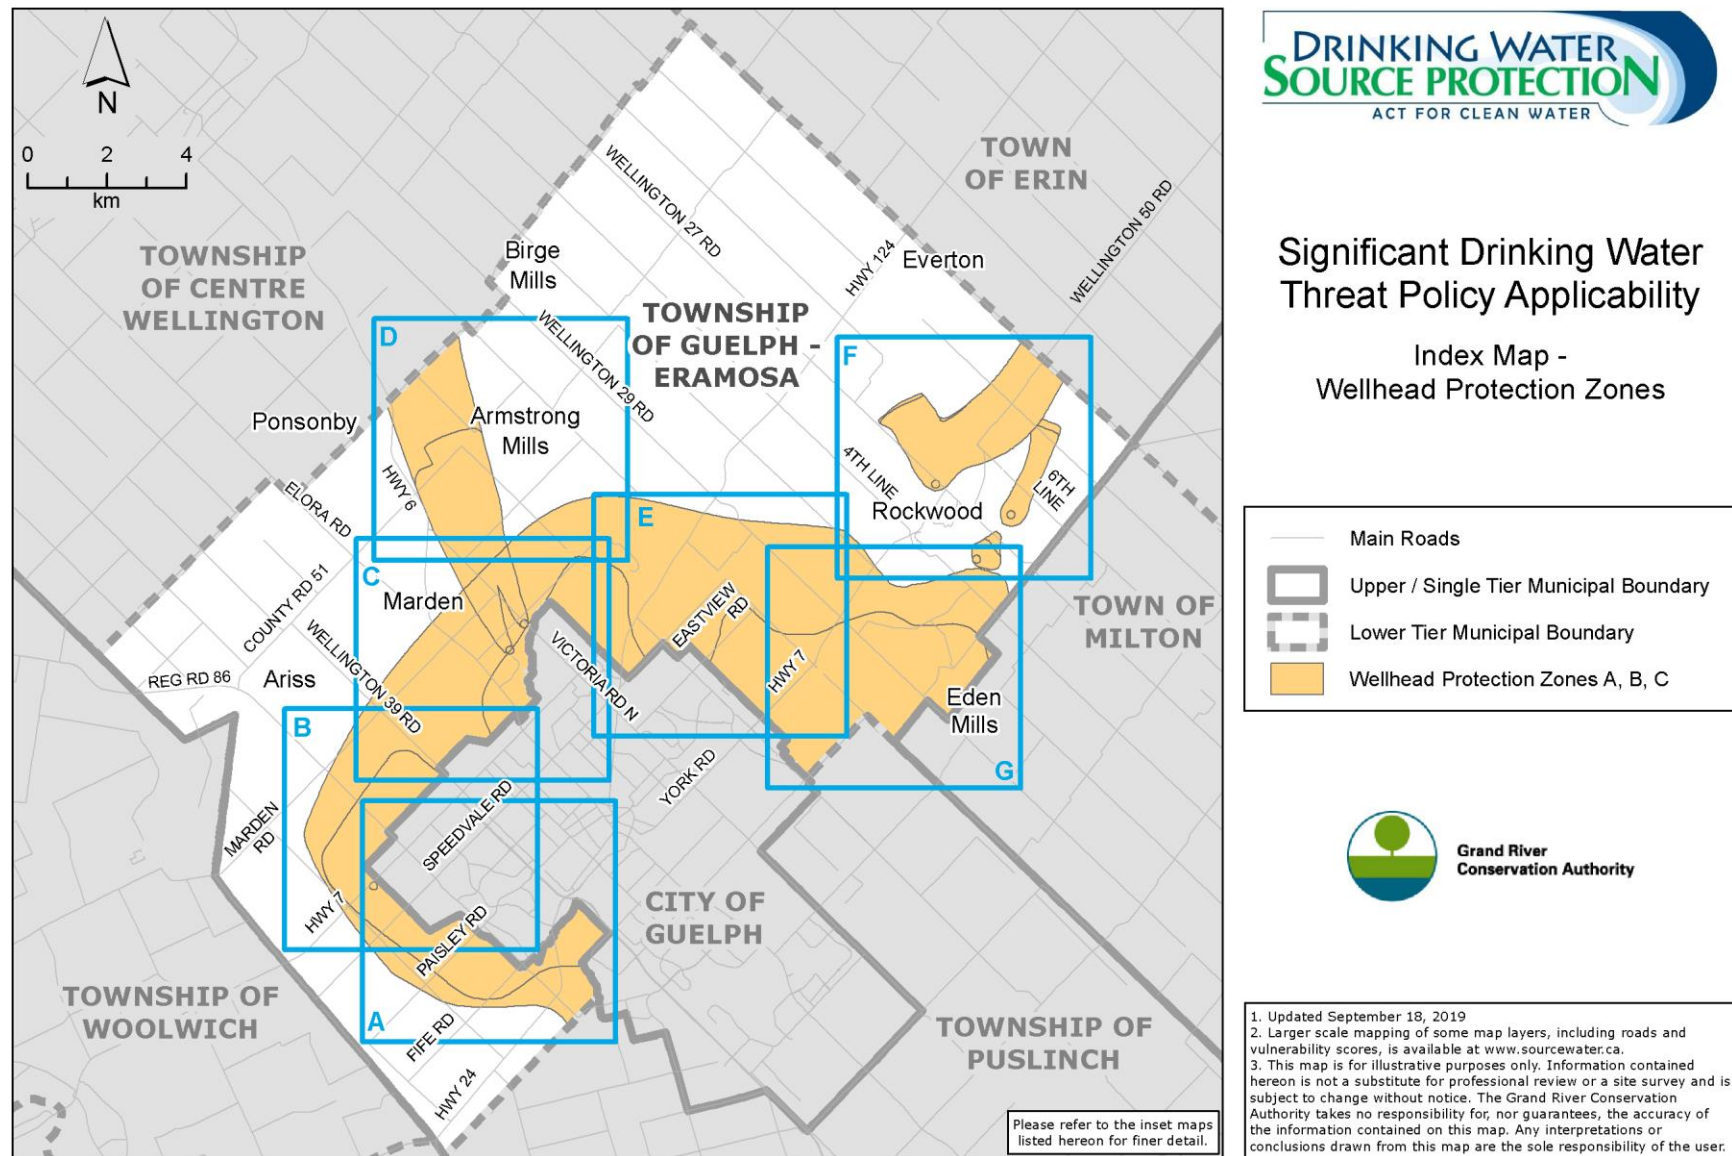 N
0 2 4
km
TOWNSHIP
OF CENTRE
WELLINGTON
Birge
Mills
WELLINGTON 27 RD
TOWN
OF ERIN
HWY 124
Everton
WELLINGTON 50 RD
TOWNSHIP
OF GUELPH -
ERAMOSA
WELLINGTON 29 RD
D
F
Ponsonby
Armstrong
Mills
HWY 6
ELORA RD
4TH LINE
6TH
LINE
Rockwood
E
C
Marden
COUNTY RD 51
WELLINGTON 39 RD
EASTVIEW
RD
VICTORIA RD N
HWY 7
TOWN OF
MILTON
REG RD 86
Ariss
Eden
Mills
B
G
MARDEN
RD
SPEEDVALE RD
YORK RD
HWY 7
PAISLEY RD
CITY OF
GUELPH
TOWNSHIP OF
WOOLWICH
A
FIFE RD
HWY 24
TOWNSHIP OF
PUSLINCH
Please refer to the inset maps
listed hereon for finer detail.
DRINKING WATER
SOURCE PROTECTION
ACT FOR CLEAN WATER
Significant Drinking Water
Threat Policy Applicability
Index Map -
Wellhead Protection Zones
Main Roads
Upper / Single Tier Municipal Boundary
Lower Tier Municipal Boundary
Wellhead Protection Zones A, B, C
Grand River
Conservation Authority
1. Updated September 18, 2019
2. Larger scale mapping of some map layers, including roads and
vulnerability scores, is available at www.sourcewater.ca.
3. This map is for illustrative purposes only. Information contained
hereon is not a substitute for professional review or a site survey and is
subject to change without notice. The Grand River Conservation
Authority takes no responsibility for, nor guarantees, the accuracy of
the information contained on this map. Any interpretations or
conclusions drawn from this map are the sole responsibility of the user.